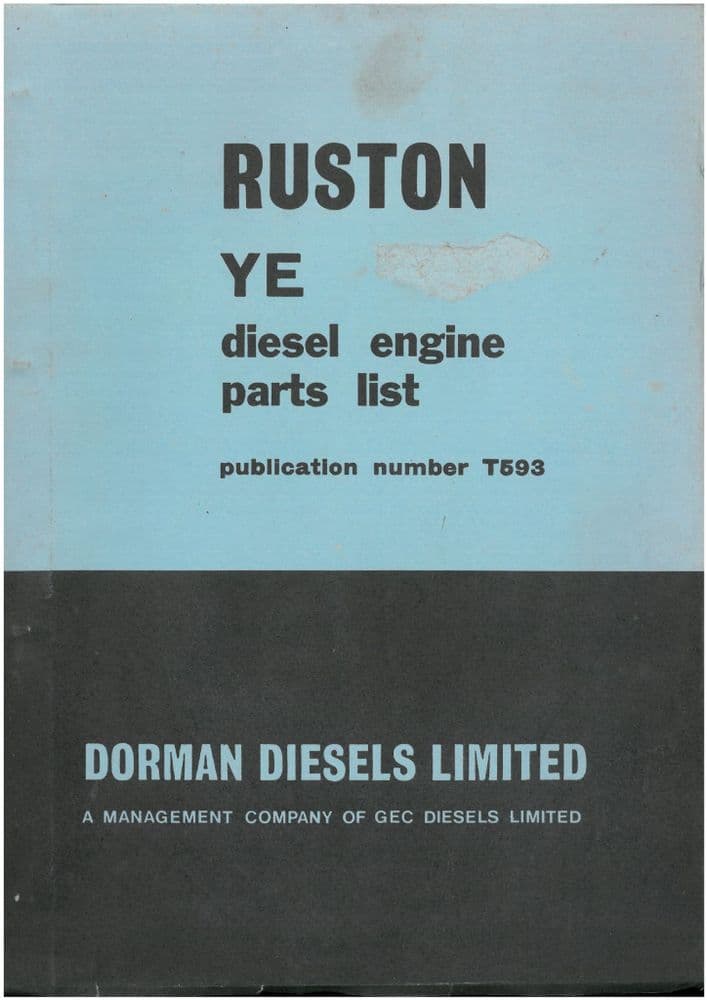 RUSTON
YE
diesel engine
parts list
publication number T593
DORMAN DIESELS LIMITED
A MANAGEMENT COMPANY OF GEC DIESELS LIMITED